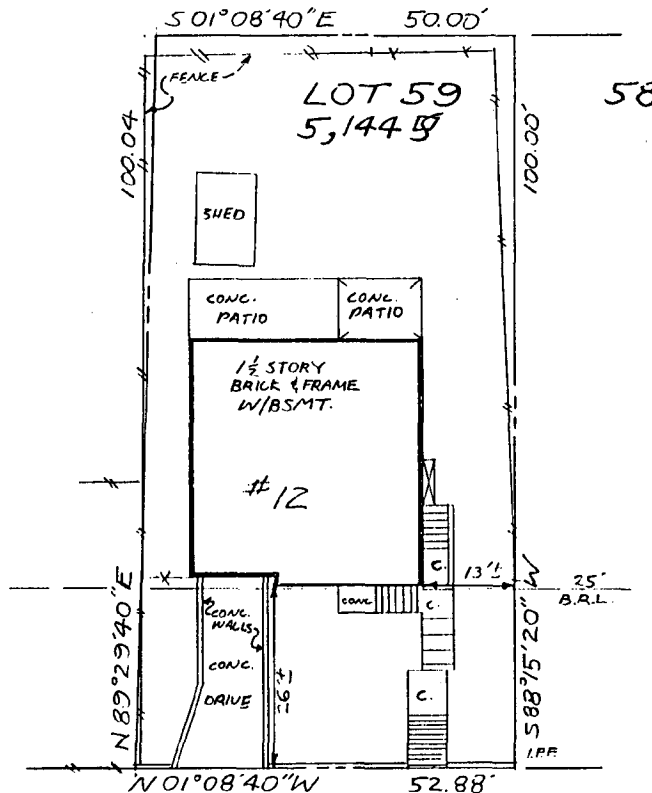 S 01°08'40" E 50.00'
FENCE
LOT 59
58
5,144
100.04
100.00'
SHED
CONC. PATIO
CONC. PATIO
1½ STORY
BRICK & FRAME
W/BSMT.
#12
C.
13'±
25'
B.R.L.
CONC
C.
CONC. WALLS
CONC.
DRIVE
C.
N 89°29'40" E
S 88°15'20" W
I.P.F.
N 01°08'40" W 52.88'